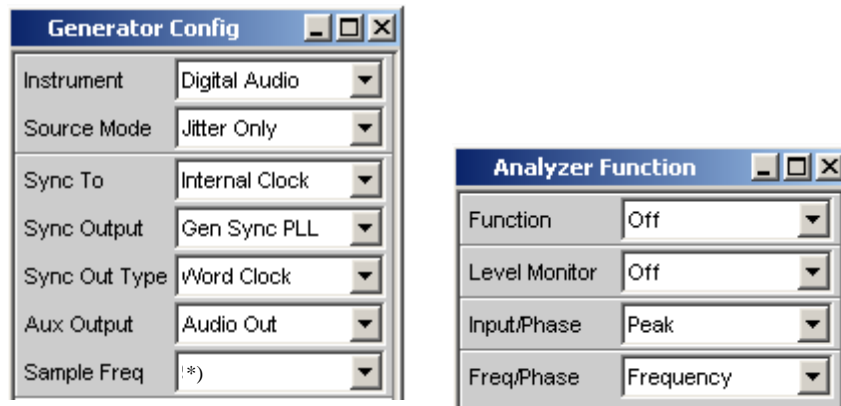 Generator Config
Instrument Digital Audio
Source Mode Jitter Only
Sync To Internal Clock
Sync Output Gen Sync PLL
Sync Out Type Word Clock
Aux Output Audio Out
Sample Freq *)
Analyzer Function
Function Off
Level Monitor Off
Input/Phase Peak
Freq/Phase Frequency